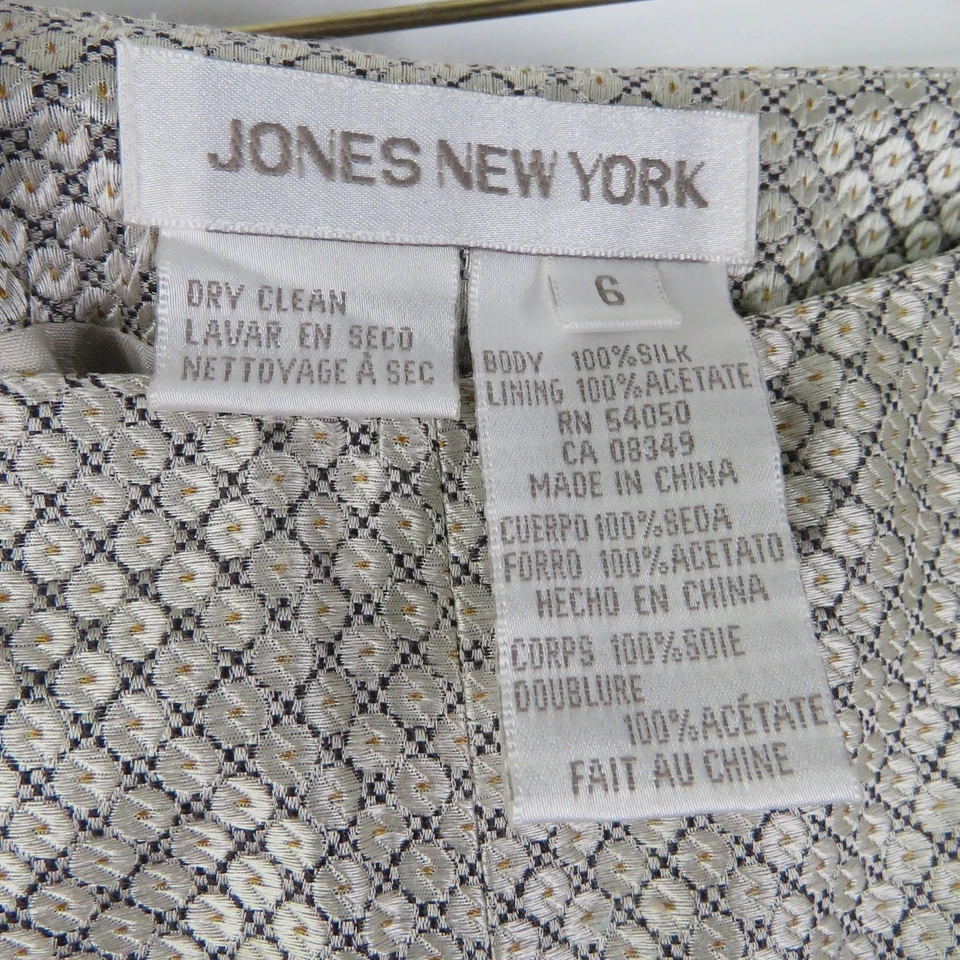 JONES NEW YORK
DRY CLEAN
LAVAR EN SECO
NETTOYAGE À SEC
6
BODY 100%SILK
LINING 100%ACETATE
RN 54050
CA 08349
MADE IN CHINA
CUERPO 100%SEDA
FORRO 100%ACETATO
HECHO EN CHINA
CORPS 100%SOIE
DOUBLURE
100%ACÉTATE
FAIT AU CHINE